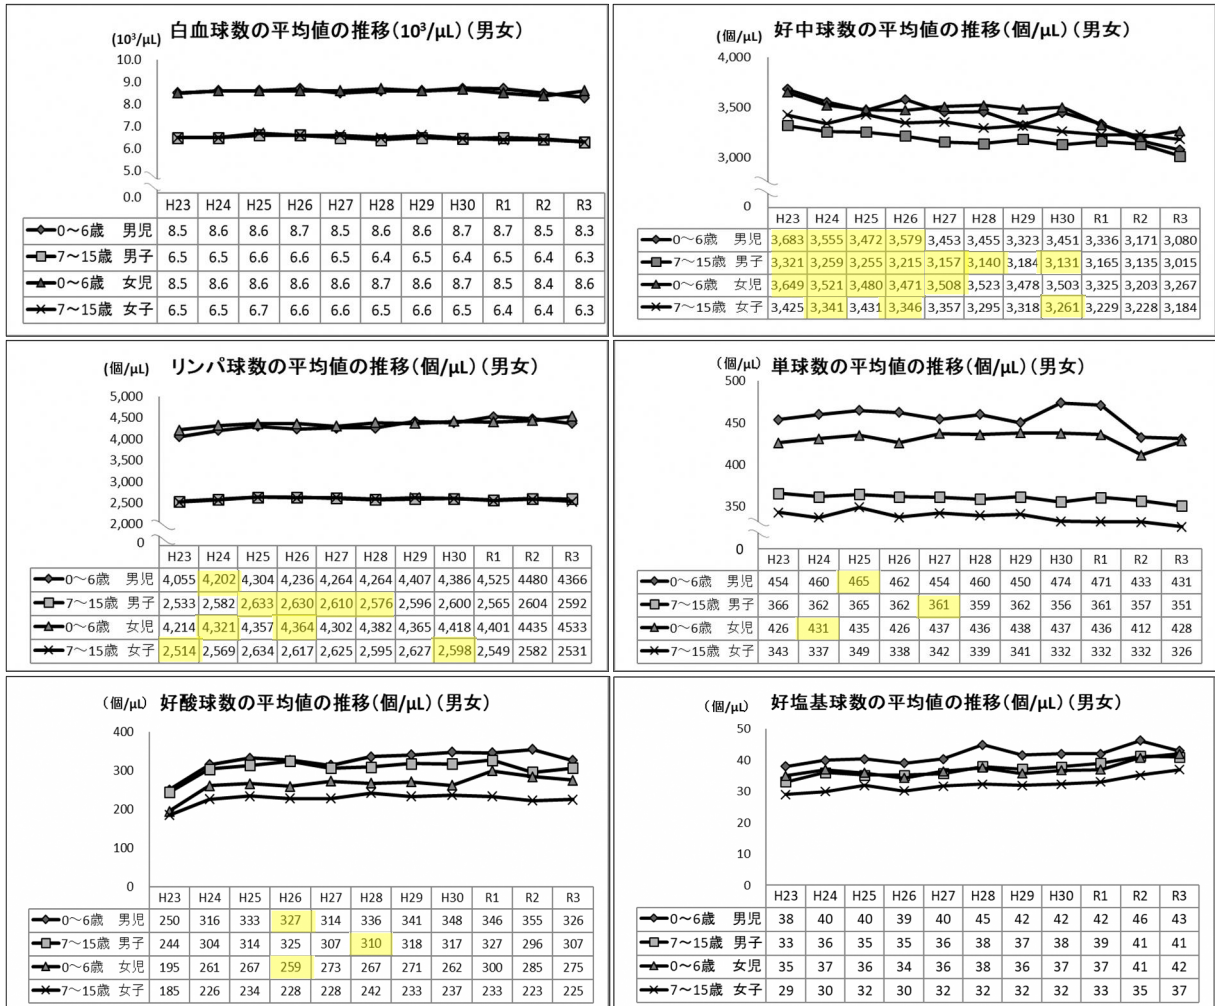 白血球数の平均値の推移(10³/μL)(男女)
(10³/μL)
10.0
9.0
8.0
7.0
6.0
5.0
0.0
H23 H24 H25 H26 H27 H28 H29 H30 R1 R2 R3
0～6歳 男児 8.5 8.6 8.6 8.7 8.5 8.6 8.6 8.7 8.7 8.5 8.3
7～15歳 男子 6.5 6.5 6.6 6.6 6.5 6.4 6.5 6.4 6.5 6.4 6.3
0～6歳 女児 8.5 8.6 8.6 8.6 8.6 8.7 8.6 8.7 8.5 8.4 8.6
7～15歳 女子 6.5 6.5 6.7 6.6 6.6 6.5 6.6 6.5 6.4 6.4 6.3
好中球数の平均値の推移(個/μL)(男女)
(個/μL)
4,000
3,500
3,000
0
H23 H24 H25 H26 H27 H28 H29 H30 R1 R2 R3
0～6歳 男児 3,683 3,555 3,472 3,579 3,453 3,455 3,323 3,451 3,336 3,171 3,080
7～15歳 男子 3,321 3,259 3,255 3,215 3,157 3,140 3,184 3,131 3,165 3,135 3,015
0～6歳 女児 3,649 3,521 3,480 3,471 3,508 3,523 3,478 3,503 3,325 3,203 3,267
7～15歳 女子 3,425 3,341 3,431 3,346 3,357 3,295 3,318 3,261 3,229 3,228 3,184
リンパ球数の平均値の推移(個/μL)(男女)
(個/μL)
5,000
4,500
4,000
3,500
3,000
2,500
2,000
0
H23 H24 H25 H26 H27 H28 H29 H30 R1 R2 R3
0～6歳 男児 4,055 4,202 4,304 4,236 4,264 4,264 4,407 4,386 4,525 4480 4366
7～15歳 男子 2,533 2,582 2,633 2,630 2,610 2,576 2,596 2,600 2,565 2604 2592
0～6歳 女児 4,214 4,321 4,357 4,364 4,302 4,382 4,365 4,418 4,401 4435 4533
7～15歳 女子 2,514 2,569 2,634 2,617 2,625 2,595 2,627 2,598 2,549 2582 2531
単球数の平均値の推移(個/μL)(男女)
(個/μL)
500
450
400
350
0
H23 H24 H25 H26 H27 H28 H29 H30 R1 R2 R3
0～6歳 男児 454 460 465 462 454 460 450 474 471 433 431
7～15歳 男子 366 362 365 362 361 359 362 356 361 357 351
0～6歳 女児 426 431 435 426 437 436 438 437 436 412 428
7～15歳 女子 343 337 349 338 342 339 341 332 332 332 326
好酸球数の平均値の推移(個/μL)(男女)
(個/μL)
400
300
200
100
0
H23 H24 H25 H26 H27 H28 H29 H30 R1 R2 R3
0～6歳 男児 250 316 333 327 314 336 341 348 346 355 326
7～15歳 男子 244 304 314 325 307 310 318 317 327 296 307
0～6歳 女児 195 261 267 259 273 267 271 262 300 285 275
7～15歳 女子 185 226 234 228 228 242 233 237 233 223 225
好塩基球数の平均値の推移(個/μL)(男女)
(個/μL)
50
40
30
20
10
0
H23 H24 H25 H26 H27 H28 H29 H30 R1 R2 R3
0～6歳 男児 38 40 40 39 40 45 42 42 42 46 43
7～15歳 男子 33 36 35 35 36 38 37 38 39 41 41
0～6歳 女児 35 37 36 34 36 38 36 37 37 41 42
7～15歳 女子 29 30 32 30 32 32 32 32 33 35 37